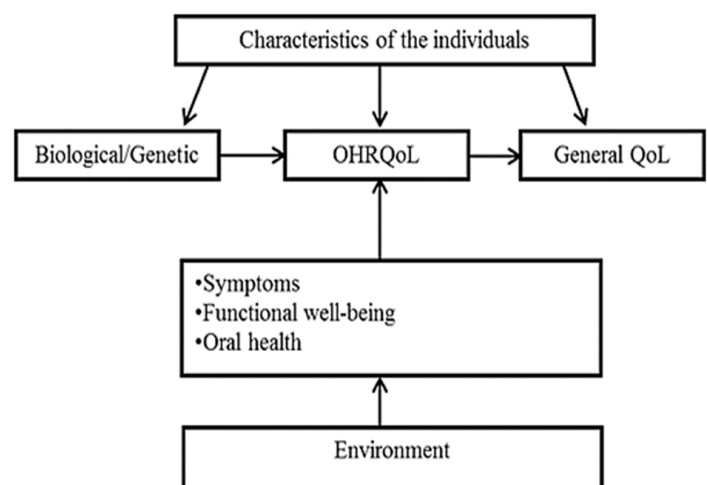 Characteristics of the individuals
Biological/Genetic
OHRQoL
General QoL
•Symptoms
•Functional well-being
•Oral health
Environment